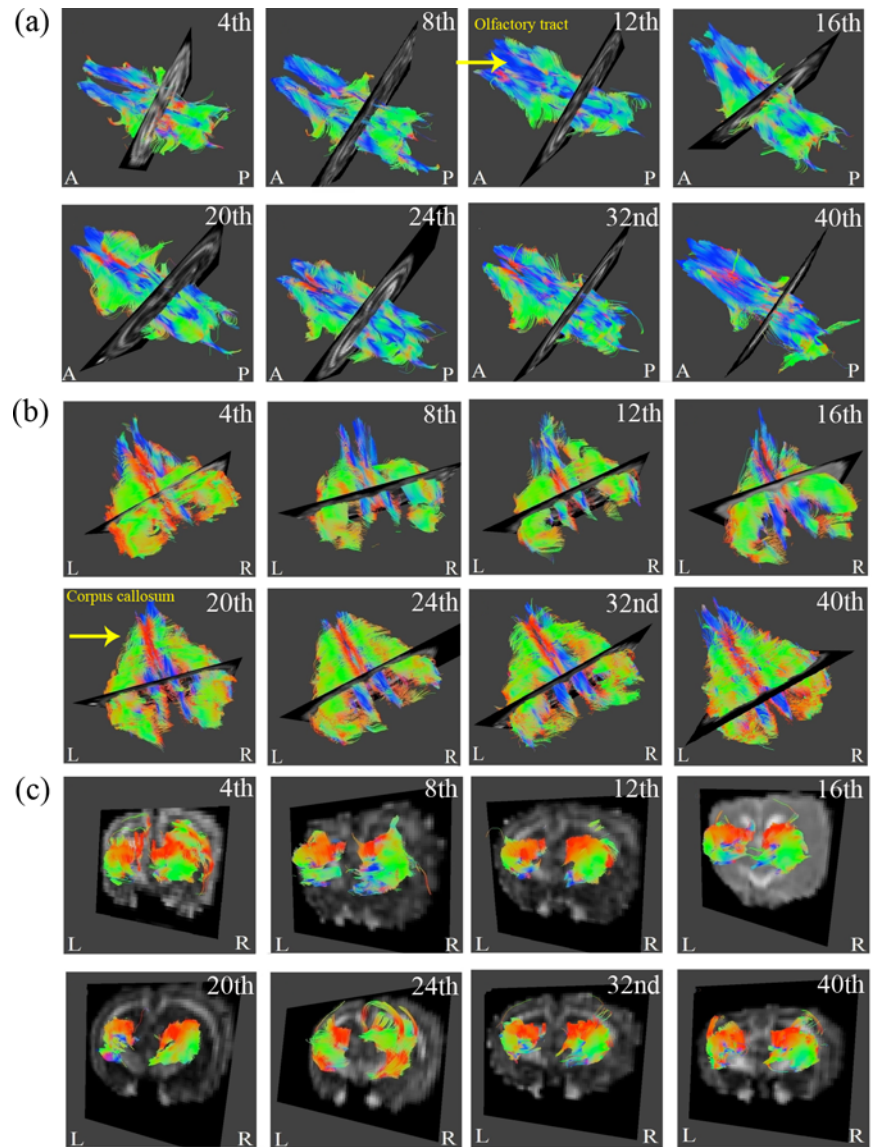 (a)
4th
8th
Olfactory tract
12th
16th
A P
A P
A P
A P
20th
24th
32nd
40th
A P
A P
A P
A P
(b)
4th
8th
12th
16th
L R
L R
L R
L R
Corpus callosum
20th
24th
32nd
40th
L R
L R
L R
L R
(c)
4th
8th
12th
16th
L R
L R
L R
L R
20th
24th
32nd
40th
L R
L R
L R
L R